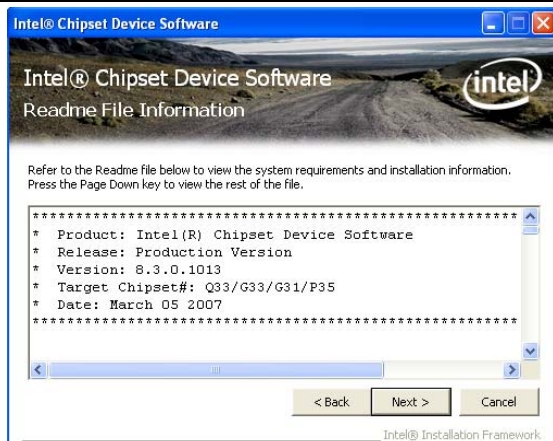 Intel® Chipset Device Software
Intel® Chipset Device Software
intel
Readme File Information
Refer to the Readme file below to view the system requirements and installation information.
Press the Page Down key to view the rest of the file.
********************************************************
* Product: Intel(R) Chipset Device Software
* Release: Production Version
* Version: 8.3.0.1013
* Target Chipset#: Q33/G33/G31/P35
* Date: March 05 2007
********************************************************
< Back Next > Cancel
Intel® Installation Framework